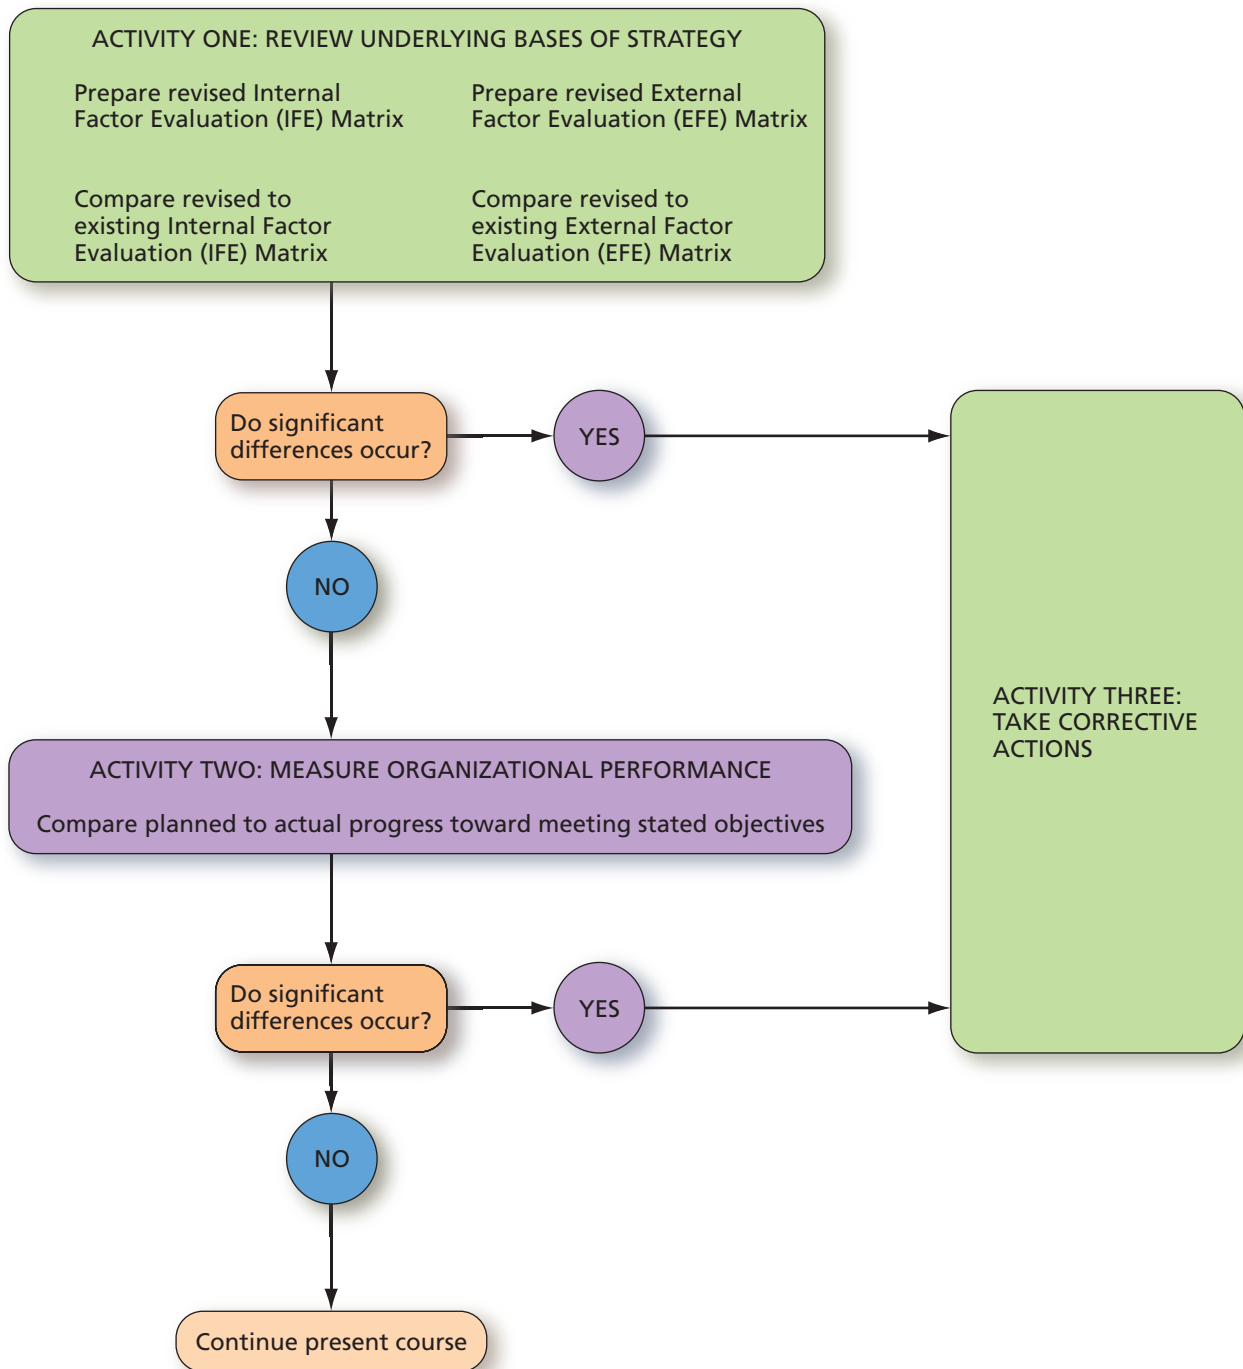 ACTIVITY ONE: REVIEW UNDERLYING BASES OF STRATEGY
Prepare revised Internal
Factor Evaluation (IFE) Matrix
Prepare revised External
Factor Evaluation (EFE) Matrix
Compare revised to
existing Internal Factor
Evaluation (IFE) Matrix
Compare revised to
existing External Factor
Evaluation (EFE) Matrix
Do significant
differences occur?
YES
NO
ACTIVITY THREE:
TAKE CORRECTIVE
ACTIONS
ACTIVITY TWO: MEASURE ORGANIZATIONAL PERFORMANCE
Compare planned to actual progress toward meeting stated objectives
Do significant
differences occur?
YES
NO
Continue present course